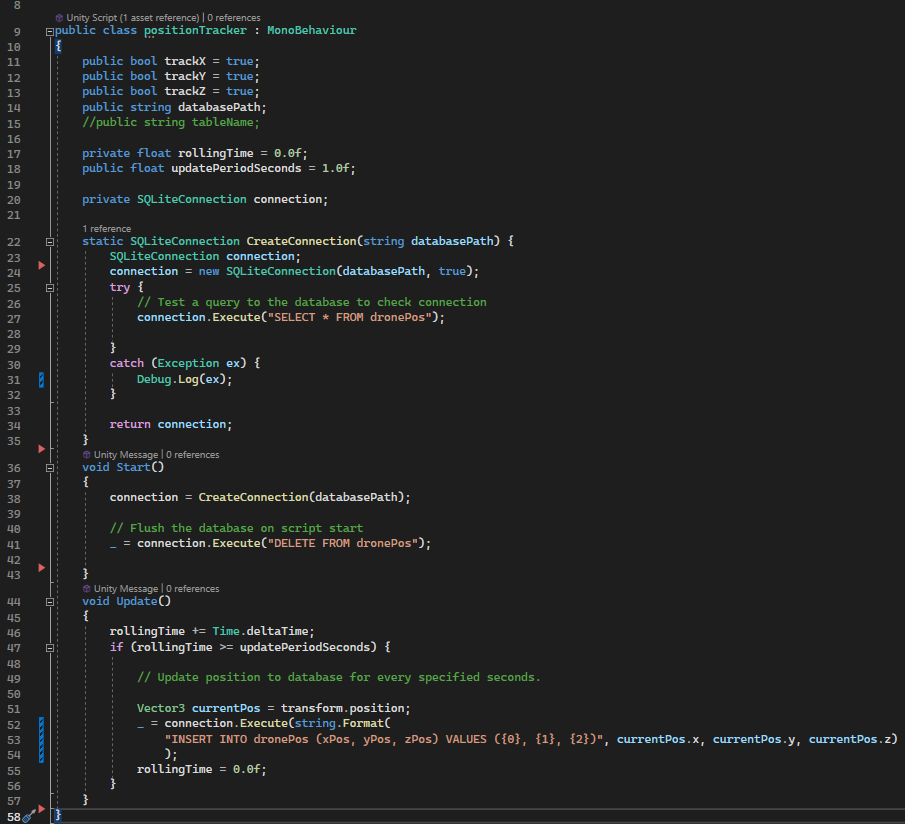 8
Unity Script (1 asset reference) | 0 references
9 public class positionTracker : MonoBehaviour
10 {
11 public bool trackX = true;
12 public bool trackY = true;
13 public bool trackZ = true;
14 public string databasePath;
15 //public string tableName;
16
17 private float rollingTime = 0.0f;
18 public float updatePeriodSeconds = 1.0f;
19
20 private SQLiteConnection connection;
21
1 reference
22 static SQLiteConnection CreateConnection(string databasePath) {
23 SQLiteConnection connection;
24 connection = new SQLiteConnection(databasePath, true);
25 try {
26 // Test a query to the database to check connection
27 connection.Execute("SELECT * FROM dronePos");
28
29 }
30 catch (Exception ex) {
31 Debug.Log(ex);
32 }
33
34 return connection;
35 }
Unity Message | 0 references
36 void Start()
37 {
38 connection = CreateConnection(databasePath);
39
40 // Flush the database on script start
41 _ = connection.Execute("DELETE FROM dronePos");
42
43 }
Unity Message | 0 references
44 void Update()
45 {
46 rollingTime += Time.deltaTime;
47 if (rollingTime >= updatePeriodSeconds) {
48
49 // Update position to database for every specified seconds.
50
51 Vector3 currentPos = transform.position;
52 _ = connection.Execute(string.Format(
53 "INSERT INTO dronePos (xPos, yPos, zPos) VALUES ({0}, {1}, {2})", currentPos.x, currentPos.y, currentPos.z)
54 );
55 rollingTime = 0.0f;
56 }
57 }
58 }